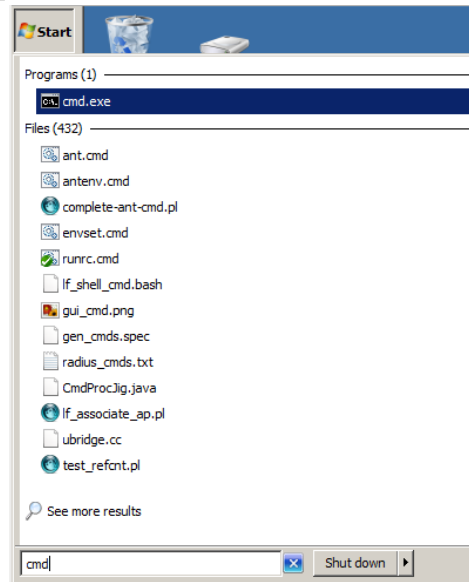 Start
Programs (1)
cmd.exe
Files (432)
ant.cmd
antenv.cmd
complete-ant-cmd.pl
envset.cmd
runrc.cmd
lf_shell_cmd.bash
gui_cmd.png
gen_cmds.spec
radius_cmds.txt
CmdProcJig.java
lf_associate_ap.pl
ubridge.cc
test_refcnt.pl
See more results
cmd Shut down